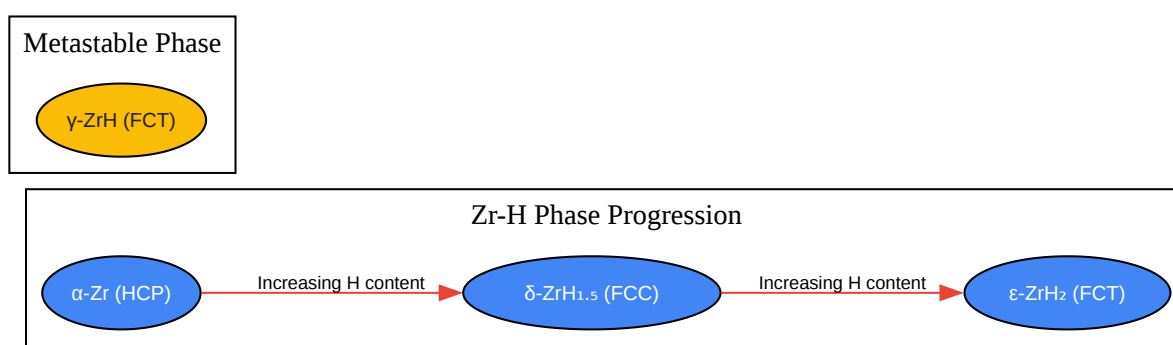 Metastable Phase
γ-ZrH (FCT)
Zr-H Phase Progression
α-Zr (HCP)
Increasing H content
δ-ZrH₁.₅ (FCC)
Increasing H content
ε-ZrH₂ (FCT)